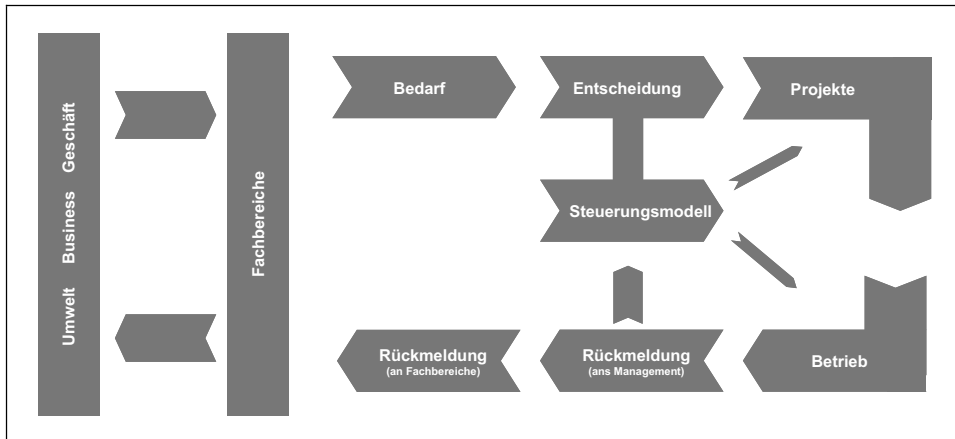 Umwelt Business Geschäft
Fachbereiche
Bedarf
Entscheidung
Projekte
Steuerungsmodell
Rückmeldung
(an Fachbereiche)
Rückmeldung
(ans Management)
Betrieb